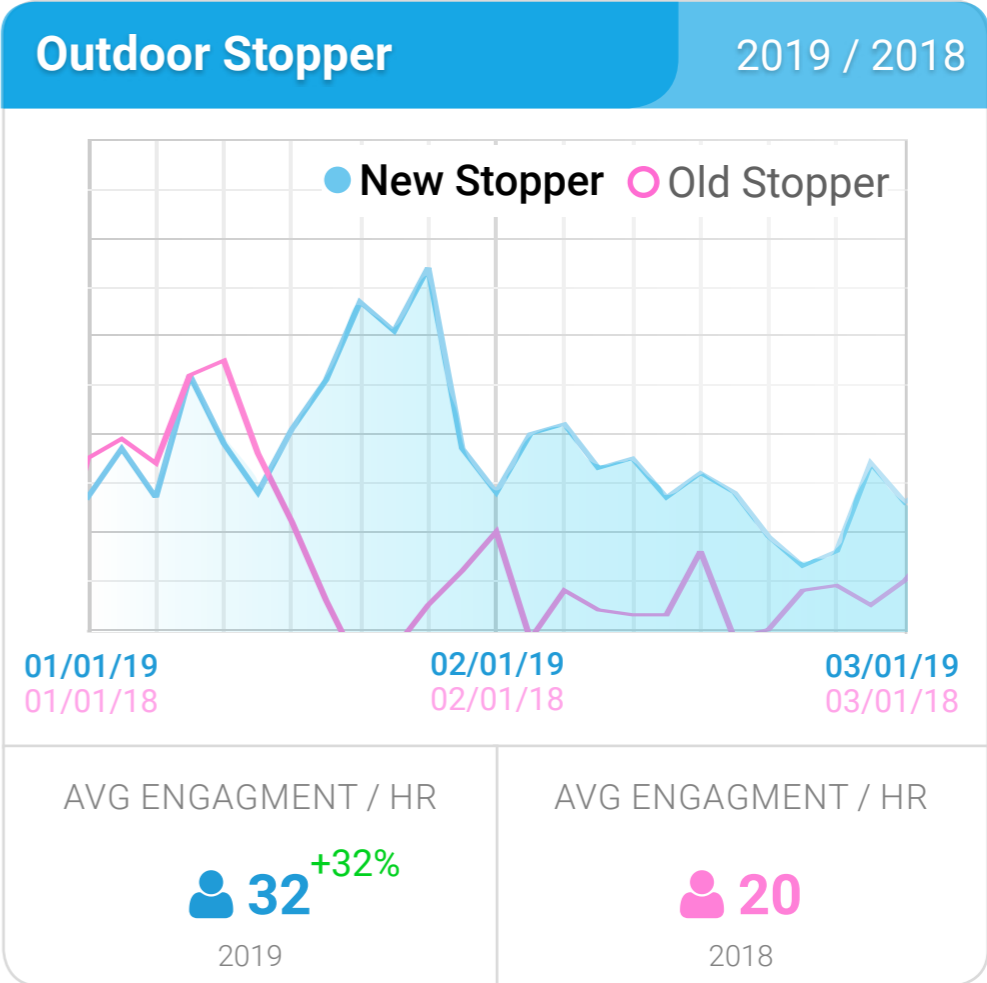 Outdoor Stopper 2019 / 2018
New Stopper Old Stopper
01/01/19 02/01/19 03/01/19
01/01/18 02/01/18 03/01/18
AVG ENGAGMENT / HR AVG ENGAGMENT / HR
32 +32% 20
2019 2018